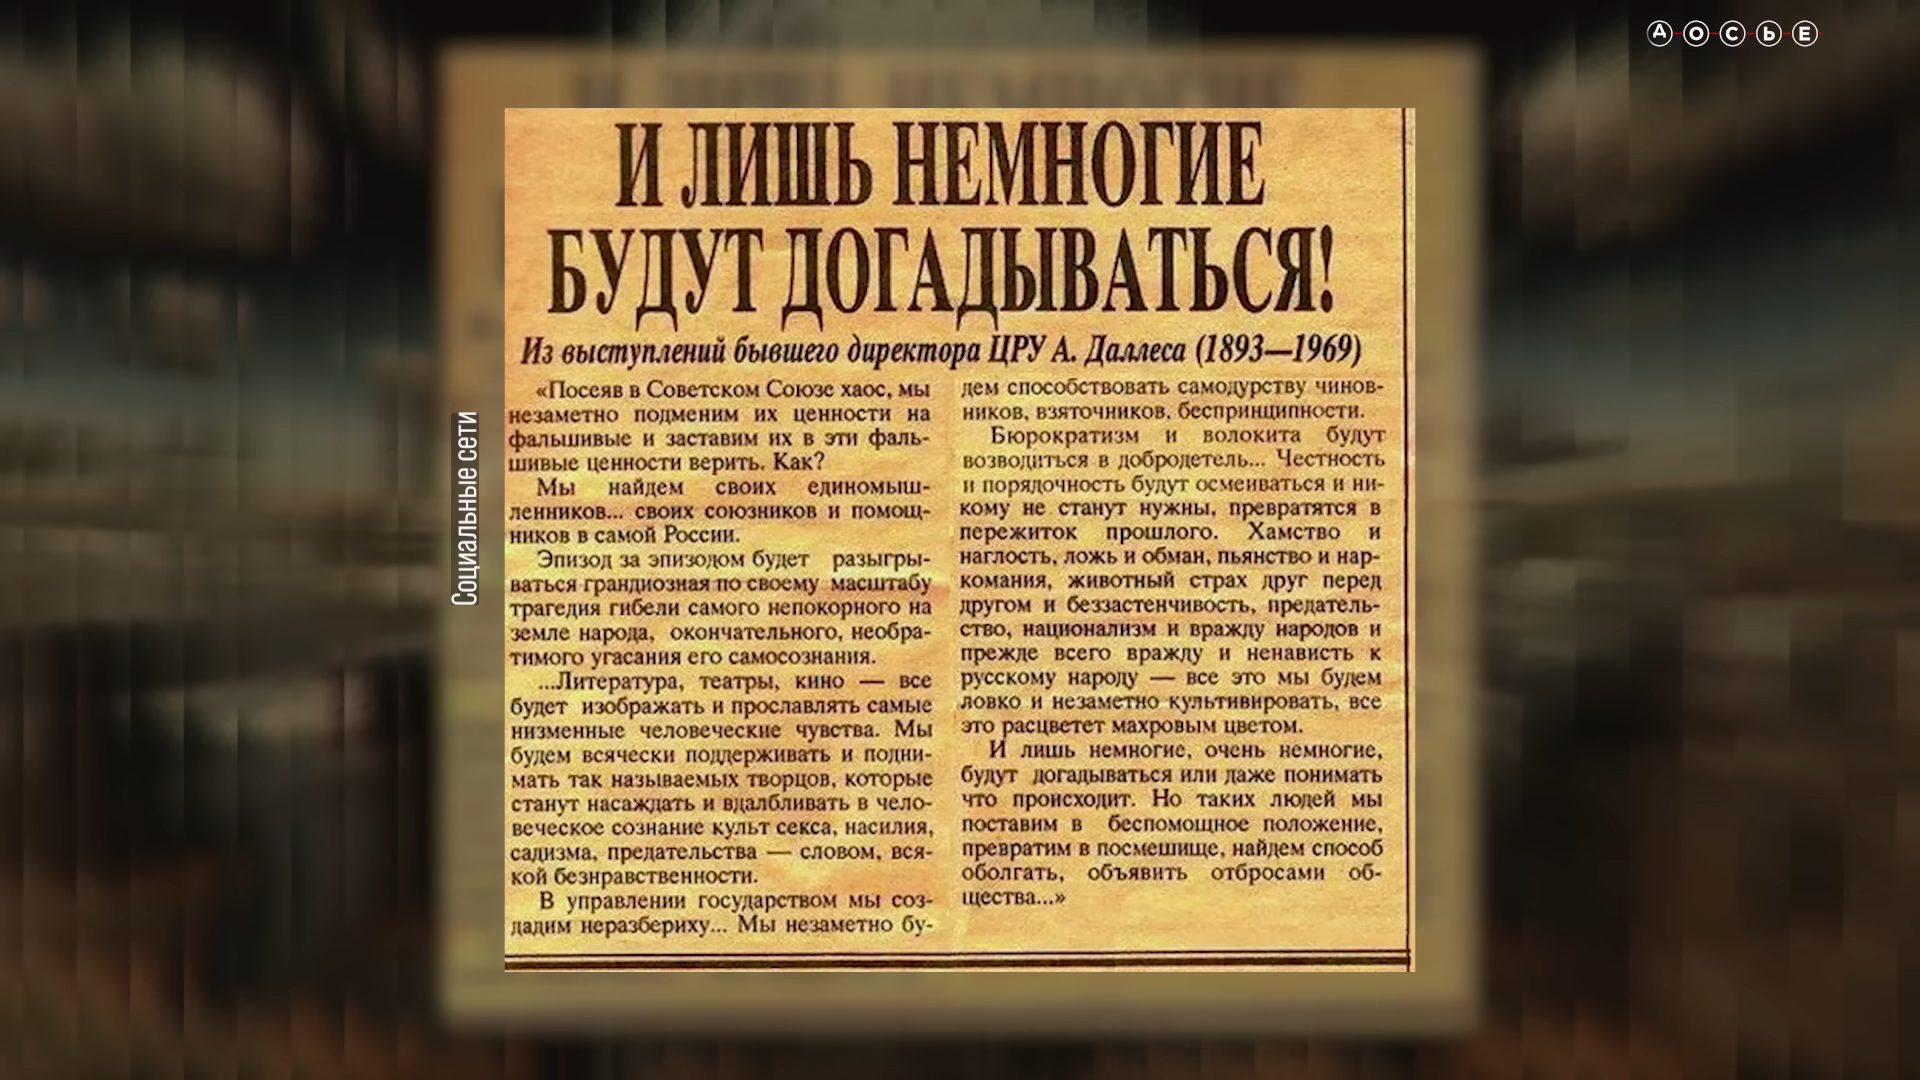 ДОСЬЕ
Социальные сети
И ЛИШЬ НЕМНОГИЕ
БУДУТ ДОГАДЫВАТЬСЯ!
Из выступлений бывшего директора ЦРУ А. Даллеса (1893—1969)
«Посеяв в Советском Союзе хаос, мы
незаметно подменим их ценности на
фальшивые и заставим их в эти фаль-
шивые ценности верить. Как?
Мы найдем своих единомыш-
ленников... своих союзников и помощ-
ников в самой России.
Эпизод за эпизодом будет разыгры-
ваться грандиозная по своему масштабу
трагедия гибели самого непокорного на
земле народа, окончательного, необра-
тимого угасания его самосознания.
...Литература, театры, кино — все
будет изображать и прославлять самые
низменные человеческие чувства. Мы
будем всячески поддерживать и подни-
мать так называемых творцов, которые
станут насаждать и вдалбливать в чело-
веческое сознание культ секса, насилия,
садизма, предательства — словом, вся-
кой безнравственности.
В управлении государством мы соз-
дадим неразбериху... Мы незаметно бу-
дем способствовать самодурству чинов-
ников, взяточников, беспринципности.
Бюрократизм и волокита будут
возводиться в добродетель... Честность
и порядочность будут осмеиваться и ни-
кому не станут нужны, превратятся в
пережиток прошлого. Хамство и
наглость, ложь и обман, пьянство и нар-
комания, животный страх друг перед
другом и беззастенчивость, предатель-
ство, национализм и вражду народов и
прежде всего вражду и ненависть к
русскому народу — все это мы будем
ловко и незаметно культивировать, все
это расцветет махровым цветом.
И лишь немногие, очень немногие,
будут догадываться или даже понимать
что происходит. Но таких людей мы
поставим в беспомощное положение,
превратим в посмешище, найдем способ
оболгать, объявить отбросами об-
щества...»